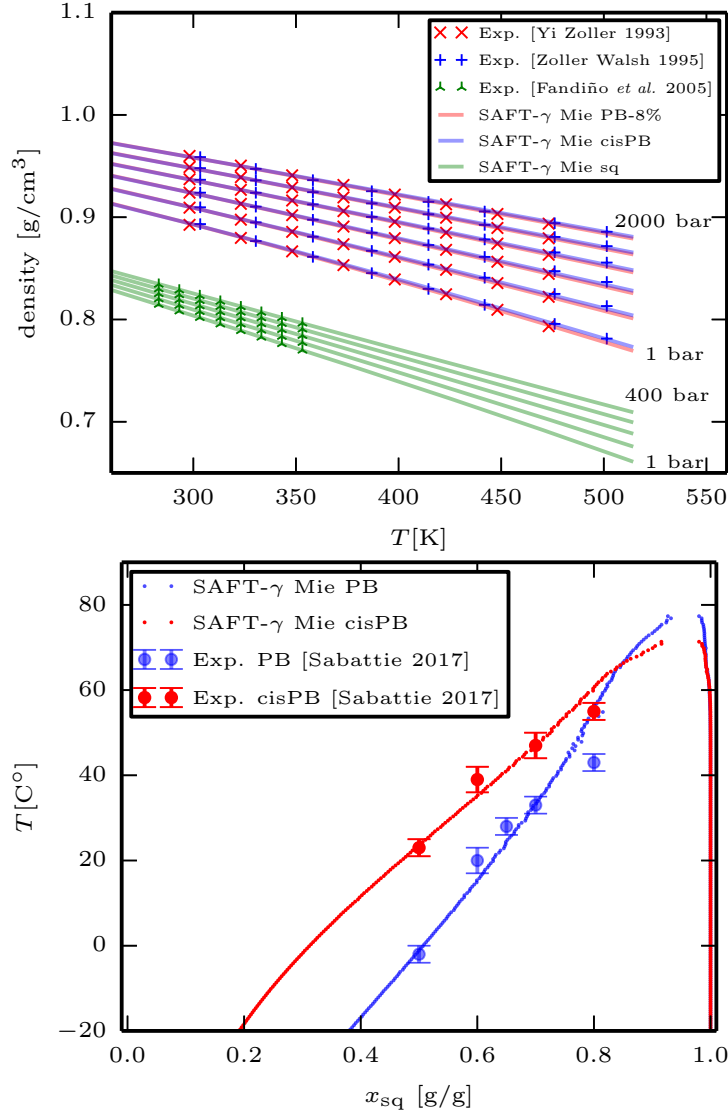 1.1
1.0
0.9
0.8
0.7
density [g/cm³]
Exp. [Yi Zoller 1993]
Exp. [Zoller Walsh 1995]
Exp. [Fandiño et al. 2005]
SAFT-γ Mie PB-8%
SAFT-γ Mie cisPB
SAFT-γ Mie sq
2000 bar
1 bar
400 bar
1 bar
300 350 400 450 500 550
T[K]
SAFT-γ Mie PB
SAFT-γ Mie cisPB
Exp. PB [Sabattie 2017]
Exp. cisPB [Sabattie 2017]
80
60
40
20
0
−20
T[C°]
0.0 0.2 0.4 0.6 0.8 1.0
x_sq [g/g]